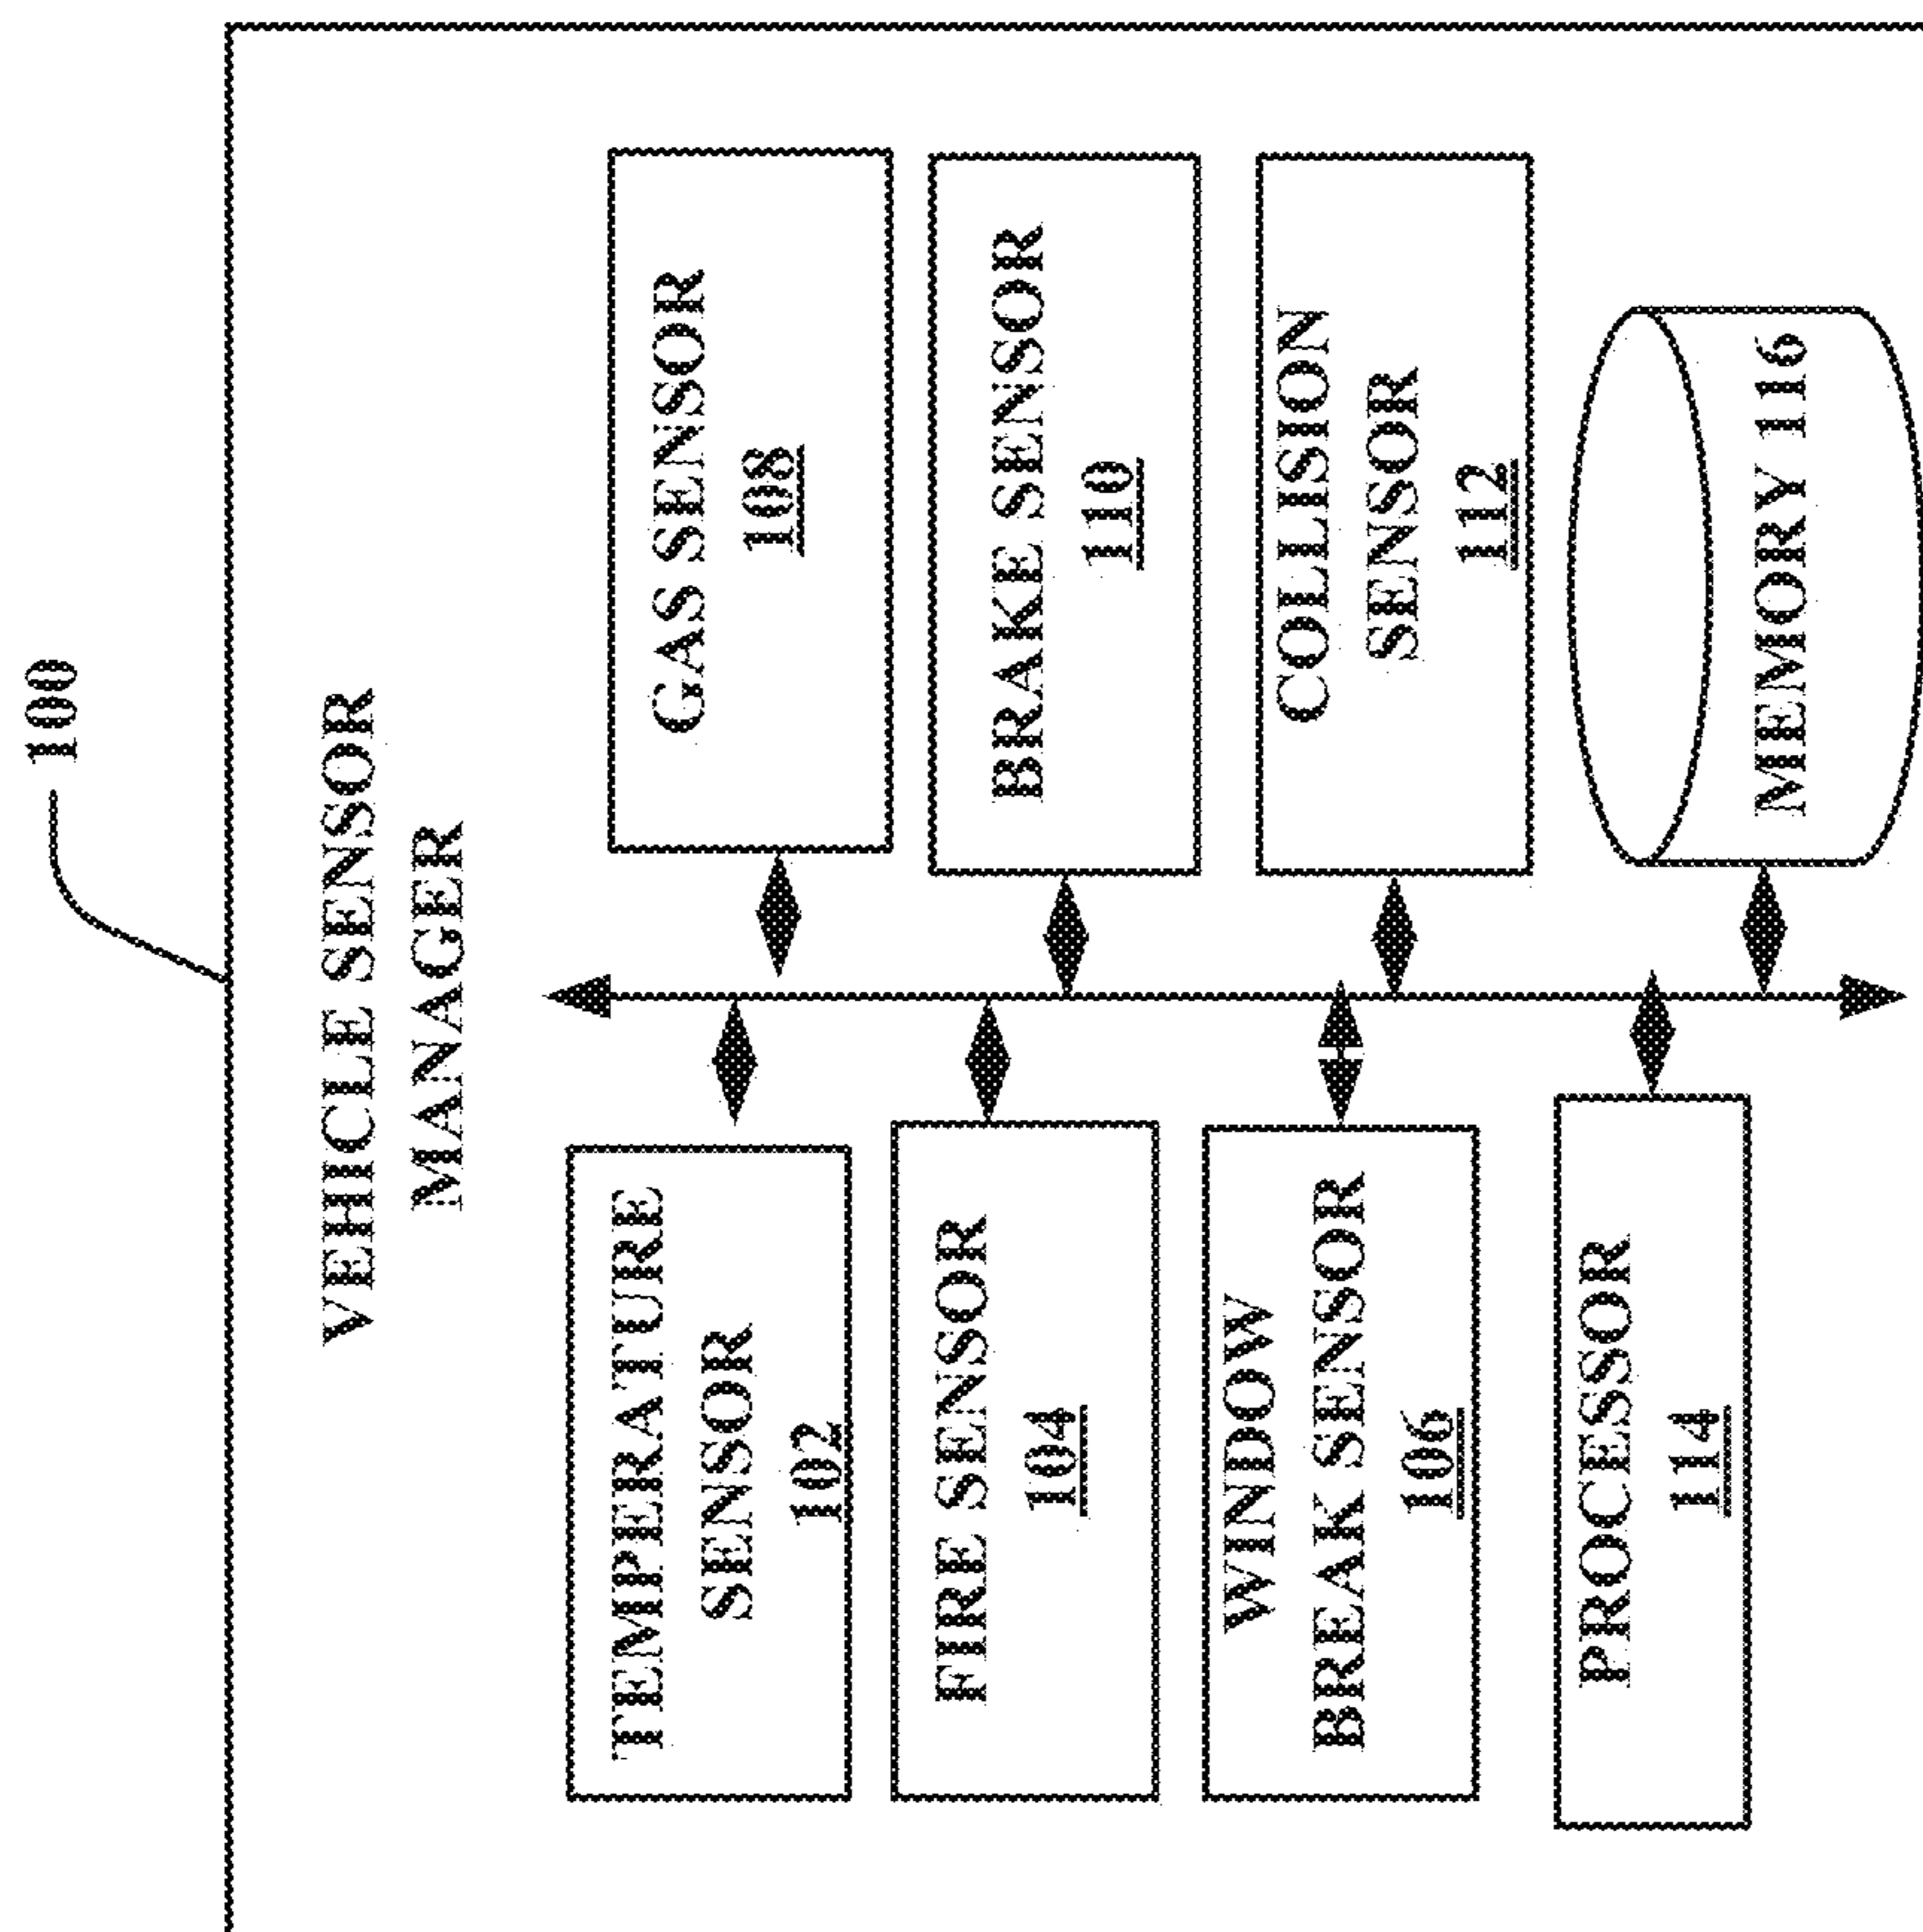 100
VEHICLE SENSOR
MANAGER
TEMPERATURE
SENSOR
102
GAS SENSOR
108
FIRE SENSOR
104
BRAKE SENSOR
110
WINDOW
BREAK SENSOR
106
COLLISION
SENSOR
112
PROCESSOR
114
MEMORY 116